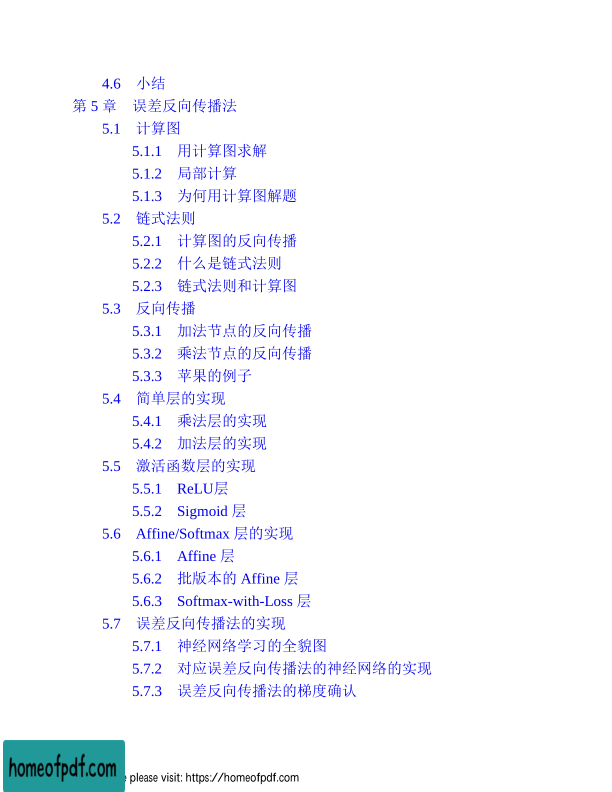 4.6 小结
第 5 章 误差反向传播法
5.1 计算图
5.1.1 用计算图求解
5.1.2 局部计算
5.1.3 为何用计算图解题
5.2 链式法则
5.2.1 计算图的反向传播
5.2.2 什么是链式法则
5.2.3 链式法则和计算图
5.3 反向传播
5.3.1 加法节点的反向传播
5.3.2 乘法节点的反向传播
5.3.3 苹果的例子
5.4 简单层的实现
5.4.1 乘法层的实现
5.4.2 加法层的实现
5.5 激活函数层的实现
5.5.1 ReLU层
5.5.2 Sigmoid 层
5.6 Affine/Softmax 层的实现
5.6.1 Affine 层
5.6.2 批版本的 Affine 层
5.6.3 Softmax-with-Loss 层
5.7 误差反向传播法的实现
5.7.1 神经网络学习的全貌图
5.7.2 对应误差反向传播法的神经网络的实现
5.7.3 误差反向传播法的梯度确认
homeofpdf.com
please visit: https://homeofpdf.com